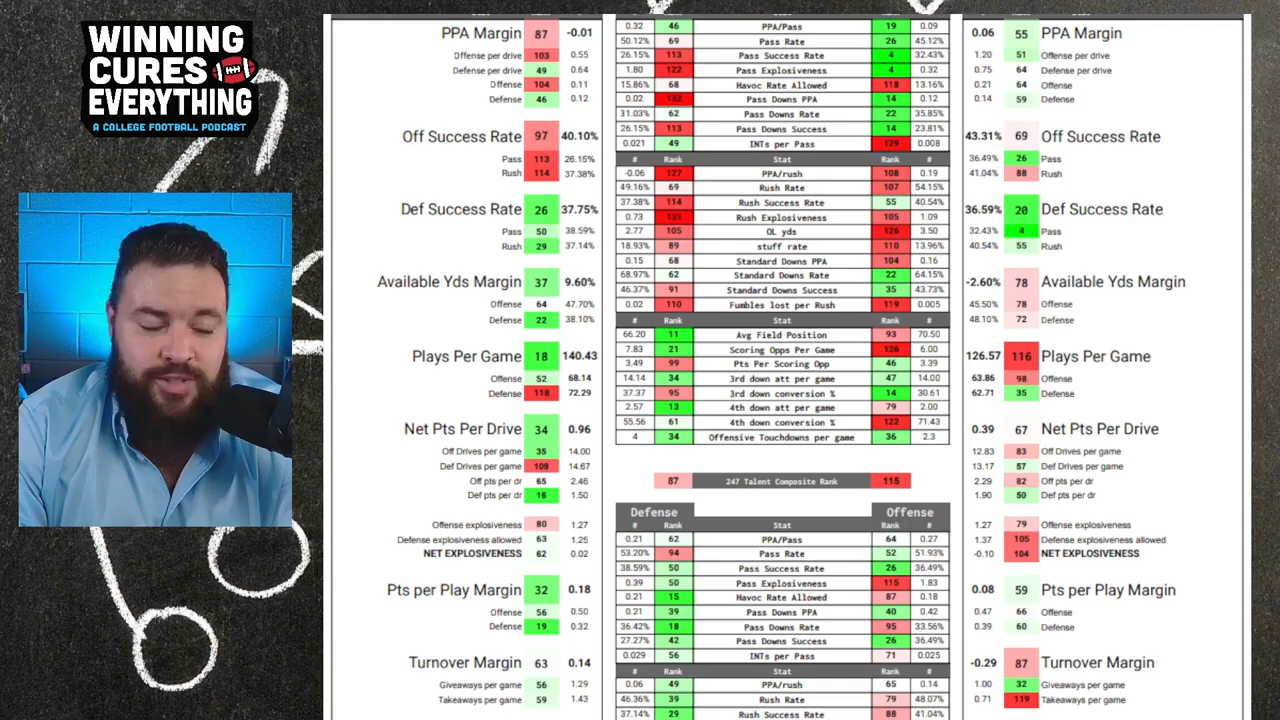 WINNING
CURES
EVERYTHING
A COLLEGE FOOTBALL PODCAST
PPA Margin 87 -0.01
Offense per drive 103 0.55
Defense per drive 49 0.64
Offense 104 0.11
Defense 46 0.12
Off Success Rate 97 40.10%
Pass 113 26.15%
Rush 114 37.38%
Def Success Rate 26 37.75%
Pass 50 38.59%
Rush 29 37.14%
Available Yds Margin 37 9.60%
Offense 64 47.70%
Defense 22 38.10%
Plays Per Game 18 140.43
Offense 52 68.14
Defense 118 72.29
Net Pts Per Drive 34 0.96
Off Drives per game 35 14.00
Def Drives per game 109 14.67
Off pts per dr 65 2.46
Def pts per dr 16 1.50
Offense explosiveness 80 1.27
Defense explosiveness allowed 63 1.25
NET EXPLOSIVENESS 62 0.02
Pts per Play Margin 32 0.18
Offense 56 0.50
Defense 19 0.32
Turnover Margin 63 0.14
Giveaways per game 56 1.29
Takeaways per game 59 1.43
0.32 46 PPA/Pass 19 0.09
50.12% 69 Pass Rate 26 45.12%
26.15% 113 Pass Success Rate 4 32.43%
1.80 122 Pass Explosiveness 4 0.32
15.86% 68 Havoc Rate Allowed 118 13.16%
0.02 132 Pass Downs PPA 14 0.12
31.03% 62 Pass Downs Rate 22 35.85%
26.15% 113 Pass Downs Success 14 23.81%
0.021 49 INTs per Pass 129 0.008
# Rank Stat Rank #
-0.06 127 PPA/rush 108 0.19
49.16% 69 Rush Rate 107 54.15%
37.38% 114 Rush Success Rate 55 40.54%
0.73 131 Rush Explosiveness 105 1.09
2.77 105 OL yds 126 3.50
18.93% 89 stuff rate 110 13.96%
0.15 68 Standard Downs PPA 104 0.16
68.97% 62 Standard Downs Rate 22 64.15%
46.37% 91 Standard Downs Success 35 43.73%
0.02 110 Fumbles lost per Rush 119 0.005
# Rank Stat Rank #
66.20 11 Avg Field Position 93 70.50
7.83 21 Scoring Opps Per Game 126 6.00
3.49 99 Pts Per Scoring Opp 46 3.39
14.14 34 3rd down att per game 47 14.00
37.37 95 3rd down conversion % 14 30.61
2.57 13 4th down att per game 79 2.00
55.56 61 4th down conversion % 122 71.43
4 34 Offensive Touchdowns per game 36 2.3
87 247 Talent Composite Rank 115
Defense Offense
# Rank Stat Rank #
0.21 62 PPA/Pass 64 0.27
53.20% 94 Pass Rate 52 51.93%
38.59% 50 Pass Success Rate 26 36.49%
0.39 50 Pass Explosiveness 115 1.83
0.21 15 Havoc Rate Allowed 87 0.18
0.21 39 Pass Downs PPA 40 0.42
36.42% 18 Pass Downs Rate 95 33.56%
27.27% 42 Pass Downs Success 26 36.49%
0.029 56 INTs per Pass 71 0.025
# Rank Stat Rank #
0.06 49 PPA/rush 65 0.14
46.36% 39 Rush Rate 79 48.07%
37.14% 29 Rush Success Rate 88 41.04%
0.06 55 PPA Margin
1.20 51 Offense per drive
0.75 64 Defense per drive
0.21 64 Offense
0.14 59 Defense
43.31% 69 Off Success Rate
36.49% 26 Pass
41.04% 88 Rush
36.59% 20 Def Success Rate
32.43% 4 Pass
40.54% 55 Rush
-2.60% 78 Available Yds Margin
45.50% 78 Offense
48.10% 72 Defense
126.57 116 Plays Per Game
63.86 98 Offense
62.71 35 Defense
0.39 67 Net Pts Per Drive
12.83 83 Off Drives per game
13.17 57 Def Drives per game
2.29 82 Off pts per dr
1.90 50 Def pts per dr
1.27 79 Offense explosiveness
1.37 105 Defense explosiveness allowed
-0.10 104 NET EXPLOSIVENESS
0.08 59 Pts per Play Margin
0.47 66 Offense
0.39 60 Defense
-0.29 87 Turnover Margin
1.00 32 Giveaways per game
0.71 119 Takeaways per game